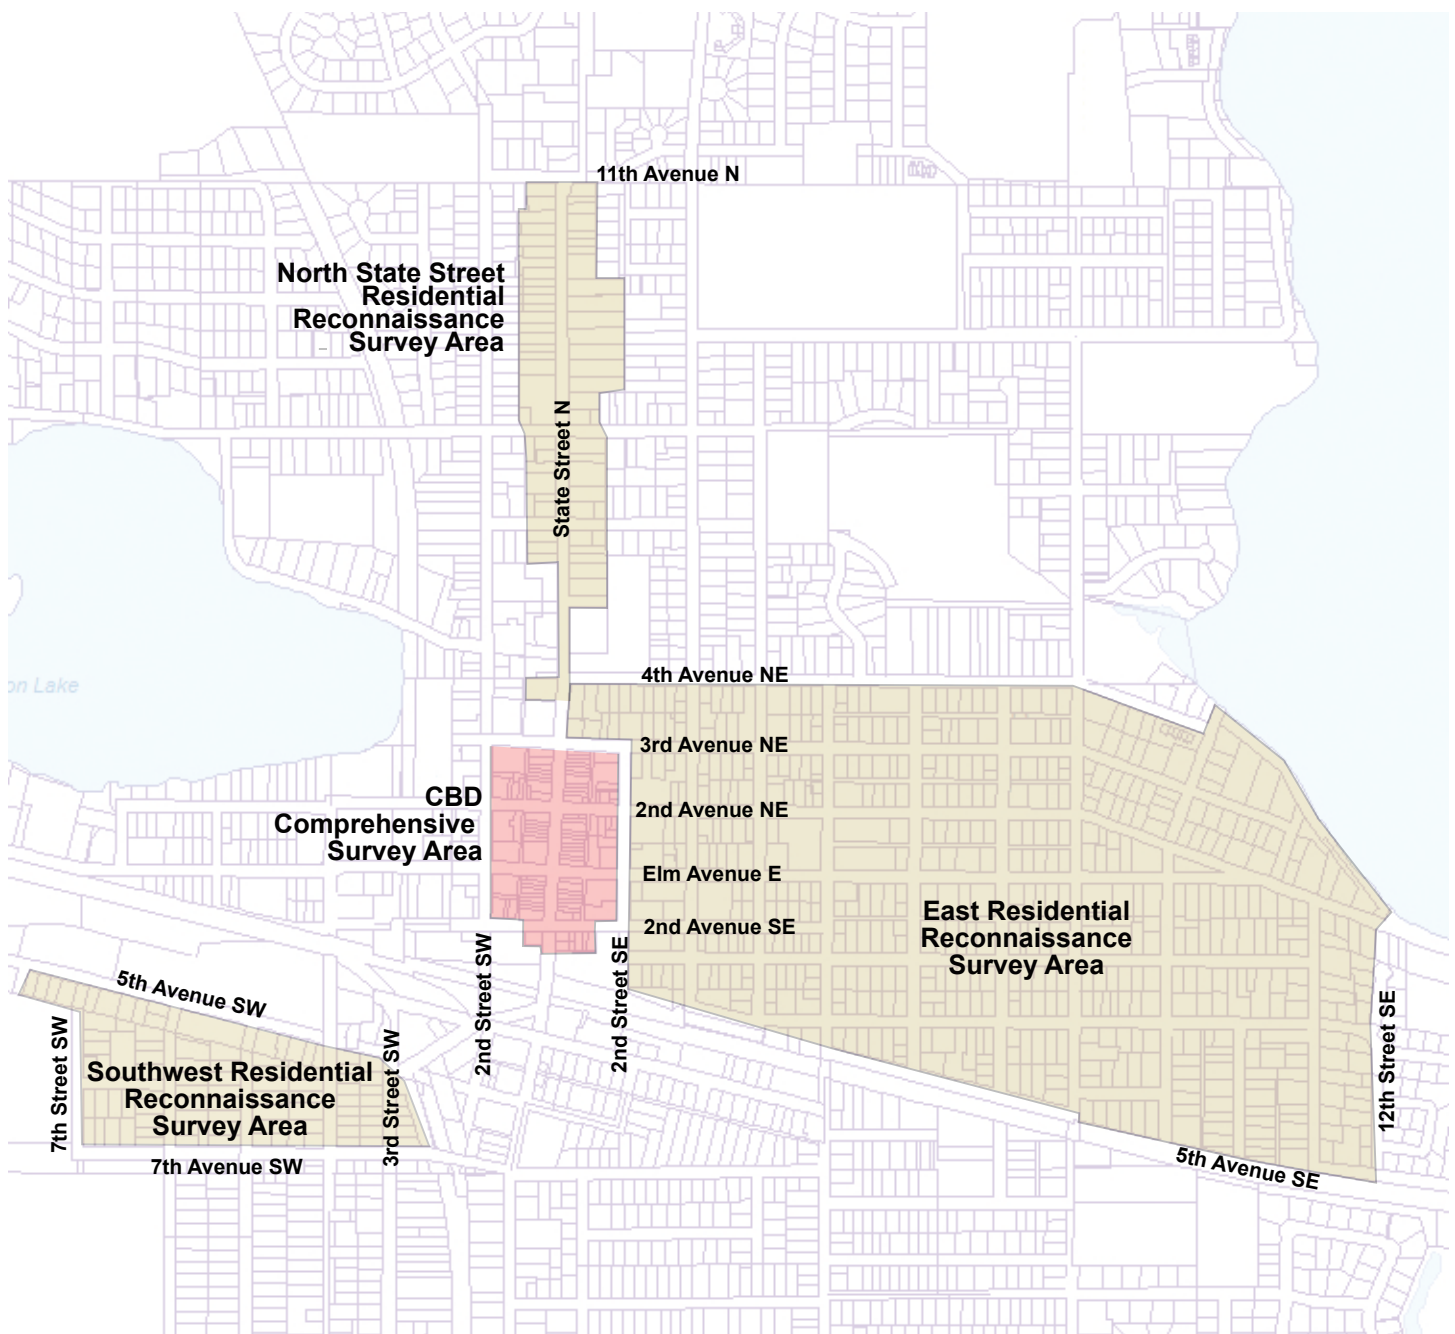 11th Avenue N
North State Street
Residential
Reconnaissance
Survey Area
State Street N
on Lake
4th Avenue NE
3rd Avenue NE
2nd Avenue NE
CBD
Comprehensive
Survey Area
Elm Avenue E
2nd Avenue SE
East Residential
Reconnaissance
Survey Area
5th Avenue SW
2nd Street SW
2nd Street SE
7th Street SW
Southwest Residential
Reconnaissance
Survey Area
3rd Street SW
12th Street SE
7th Avenue SW
5th Avenue SE